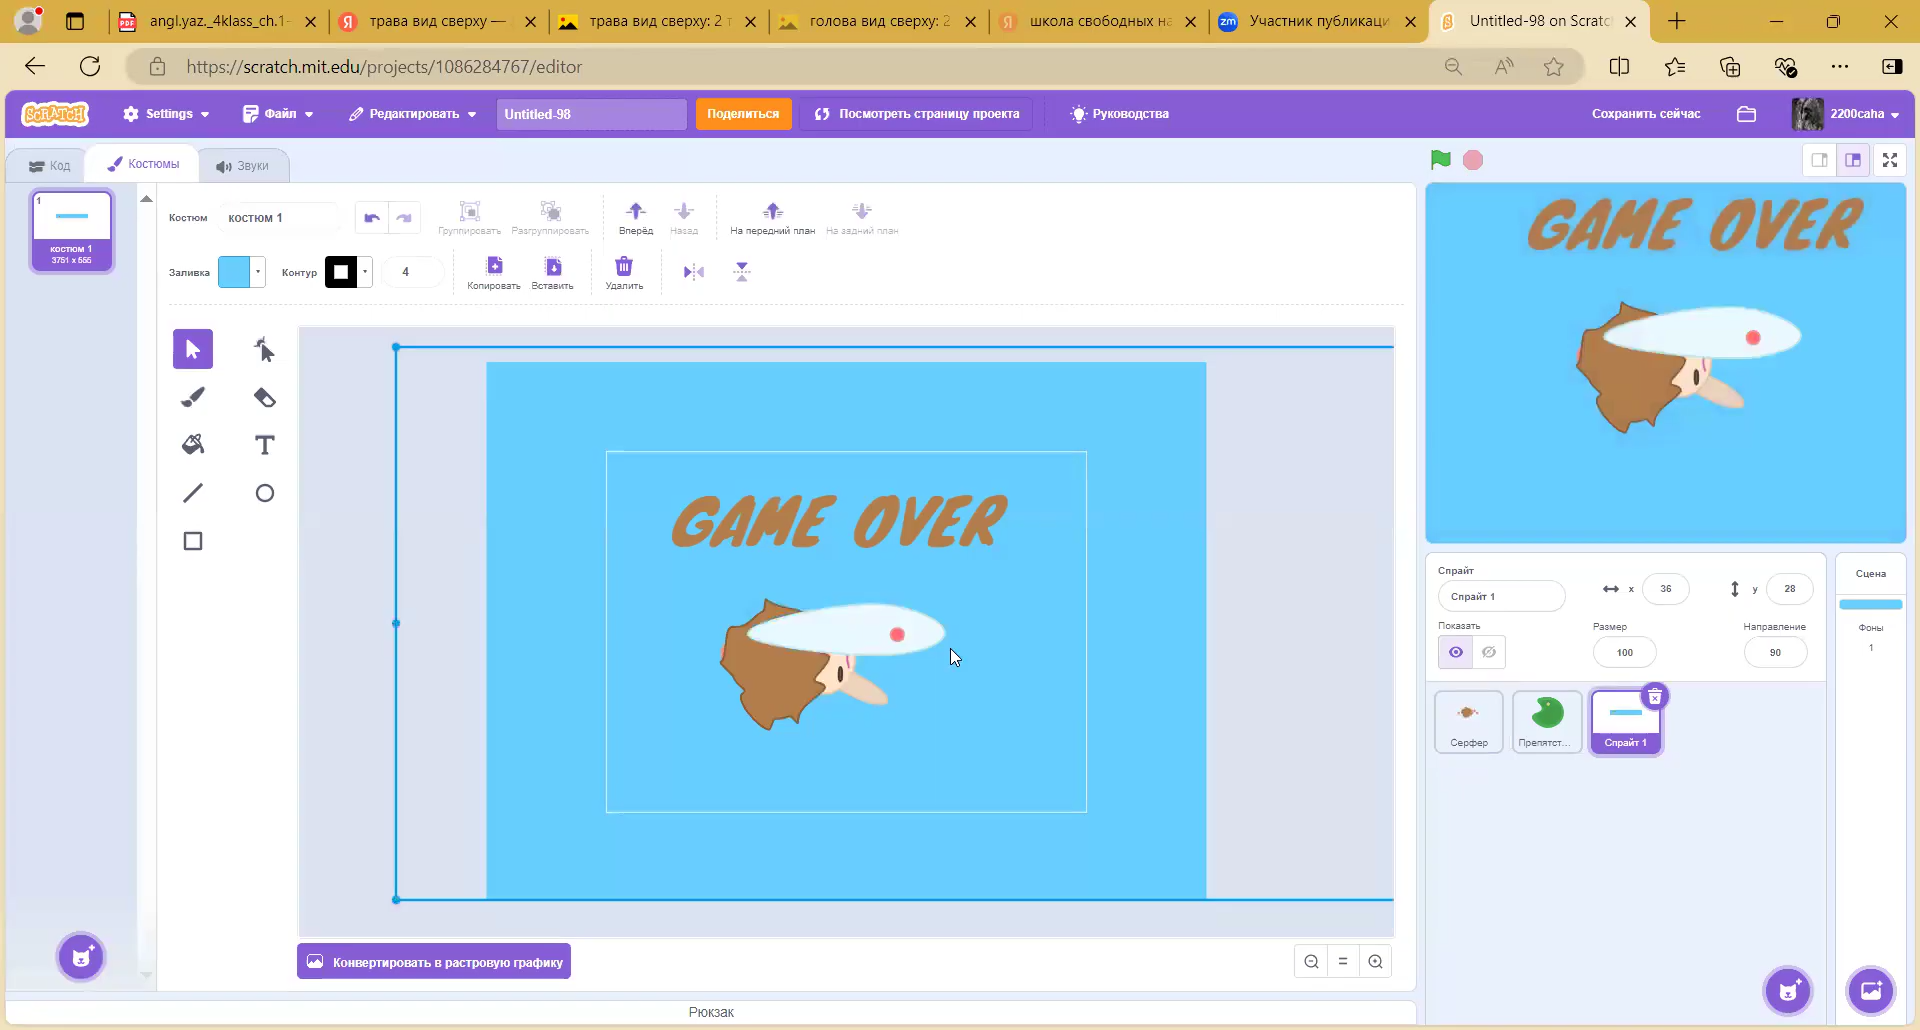 angl.yaz._4klass_ch.1-
трава вид сверху —
трава вид сверху: 2 т
голова вид сверху: 2
школа свободных на
Участник публикаци
Untitled-98 on Scratc
https://scratch.mit.edu/projects/1086284767/editor
SCRATCH
Settings
Файл
Редактировать
Untitled-98
Поделиться
Посмотреть страницу проекта
Руководства
Сохранить сейчас
2200caha
Код
Костюмы
Звуки
1
костюм 1
3751 x 555
Костюм
костюм 1
Группировать
Разгруппировать
Вперёд
Назад
На передний план
На задний план
Заливка
Контур
4
Копировать
Вставить
Удалить
GAME OVER
GAME OVER
Конвертировать в растровую графику
Рюкзак
Спрайт
Спрайт 1
x
36
y
28
Показать
Размер
100
Направление
90
Серфер
Препятст...
Спрайт 1
Сцена
Фоны
1